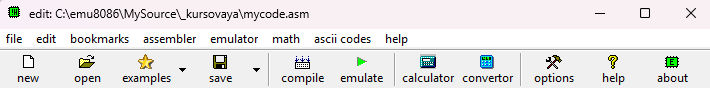 edit: C:\emu8086\MySource\_kursovaya\mycode.asm
file edit bookmarks assembler emulator math ascii codes help
new open examples save compile emulate calculator convertor options help about